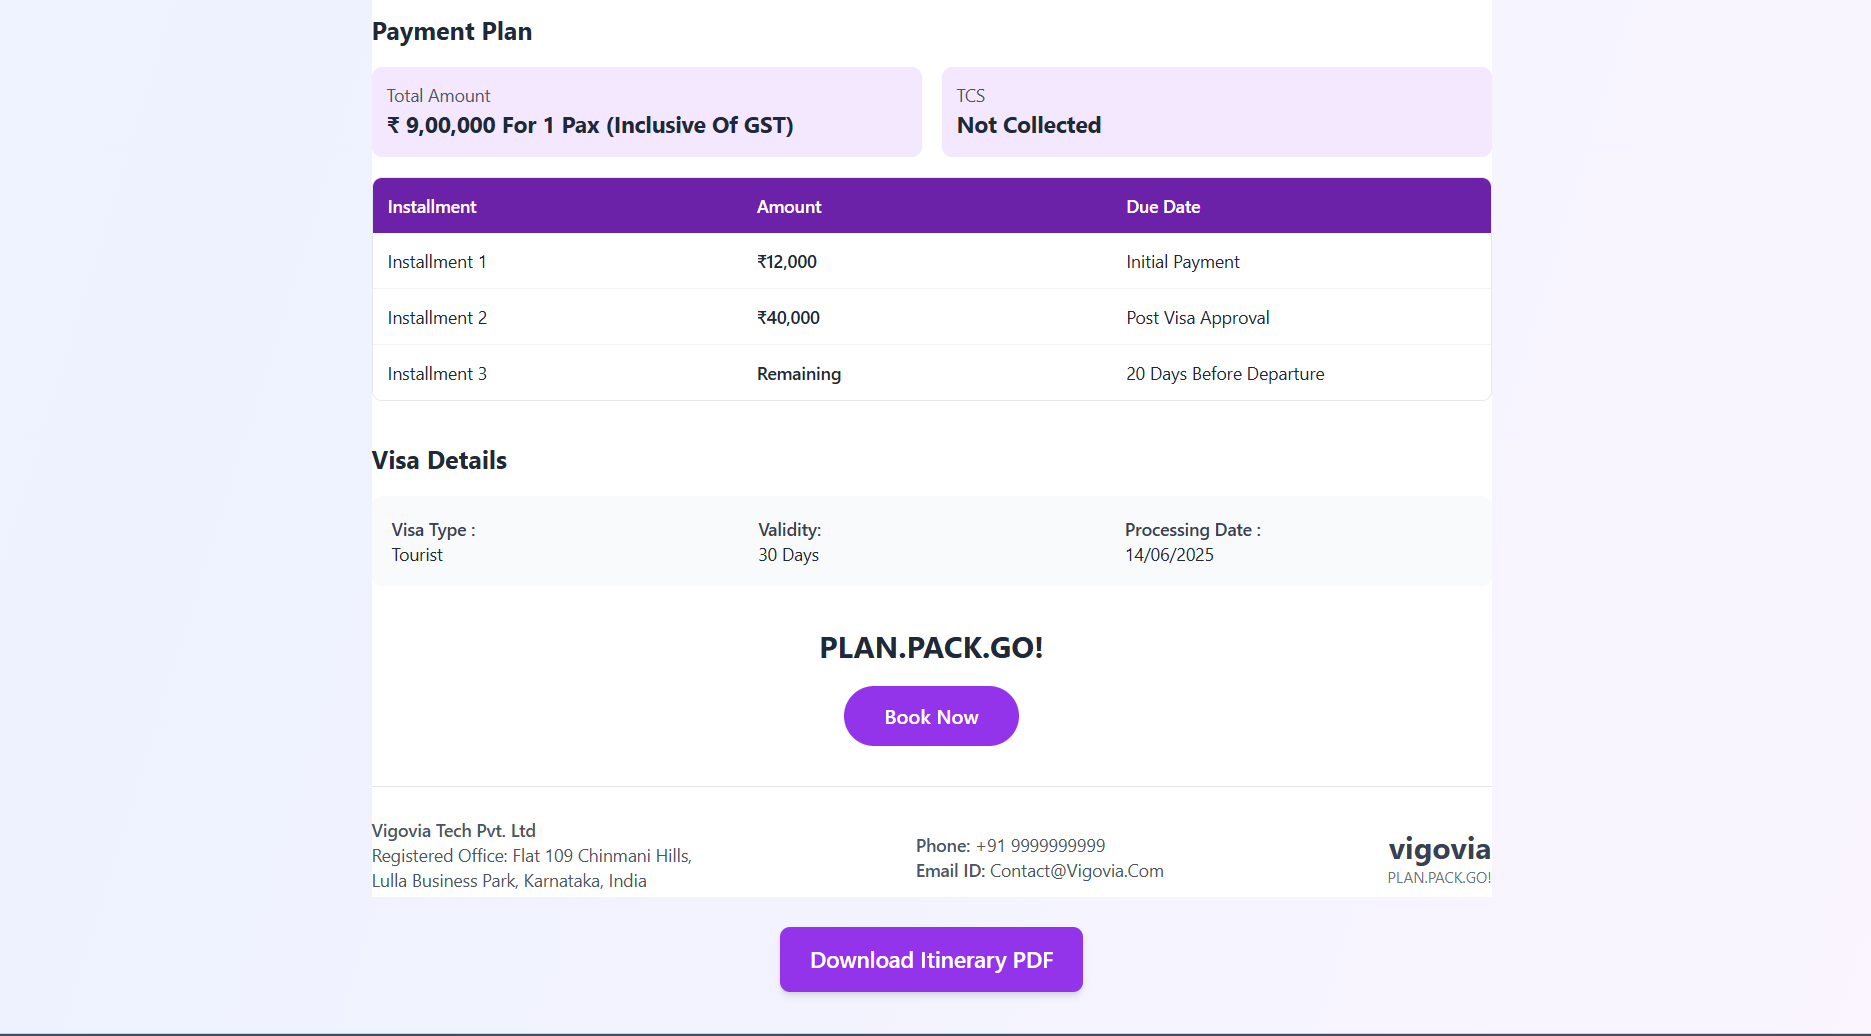 Payment Plan
Total Amount
₹ 9,00,000 For 1 Pax (Inclusive Of GST)
TCS
Not Collected
Installment Amount Due Date
Installment 1 ₹12,000 Initial Payment
Installment 2 ₹40,000 Post Visa Approval
Installment 3 Remaining 20 Days Before Departure
Visa Details
Visa Type : Validity: Processing Date :
Tourist 30 Days 14/06/2025
PLAN.PACK.GO!
Book Now
Vigovia Tech Pvt. Ltd
Registered Office: Flat 109 Chinmani Hills,
Lulla Business Park, Karnataka, India
Phone: +91 9999999999
Email ID: Contact@Vigovia.Com
vigovia
PLAN.PACK.GO!
Download Itinerary PDF